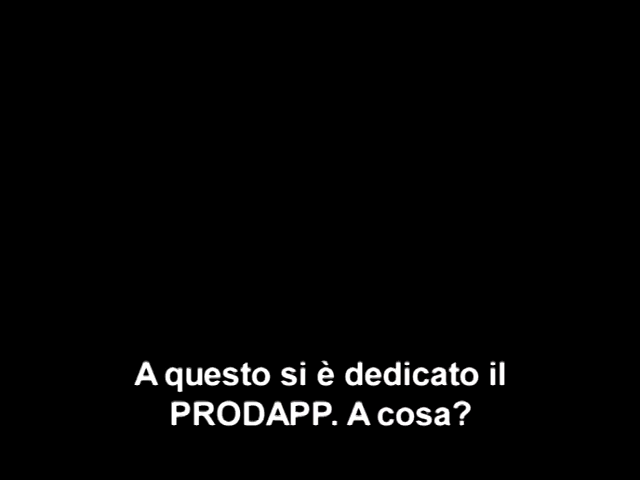 A questo si è dedicato il
PRODAPP. A cosa?